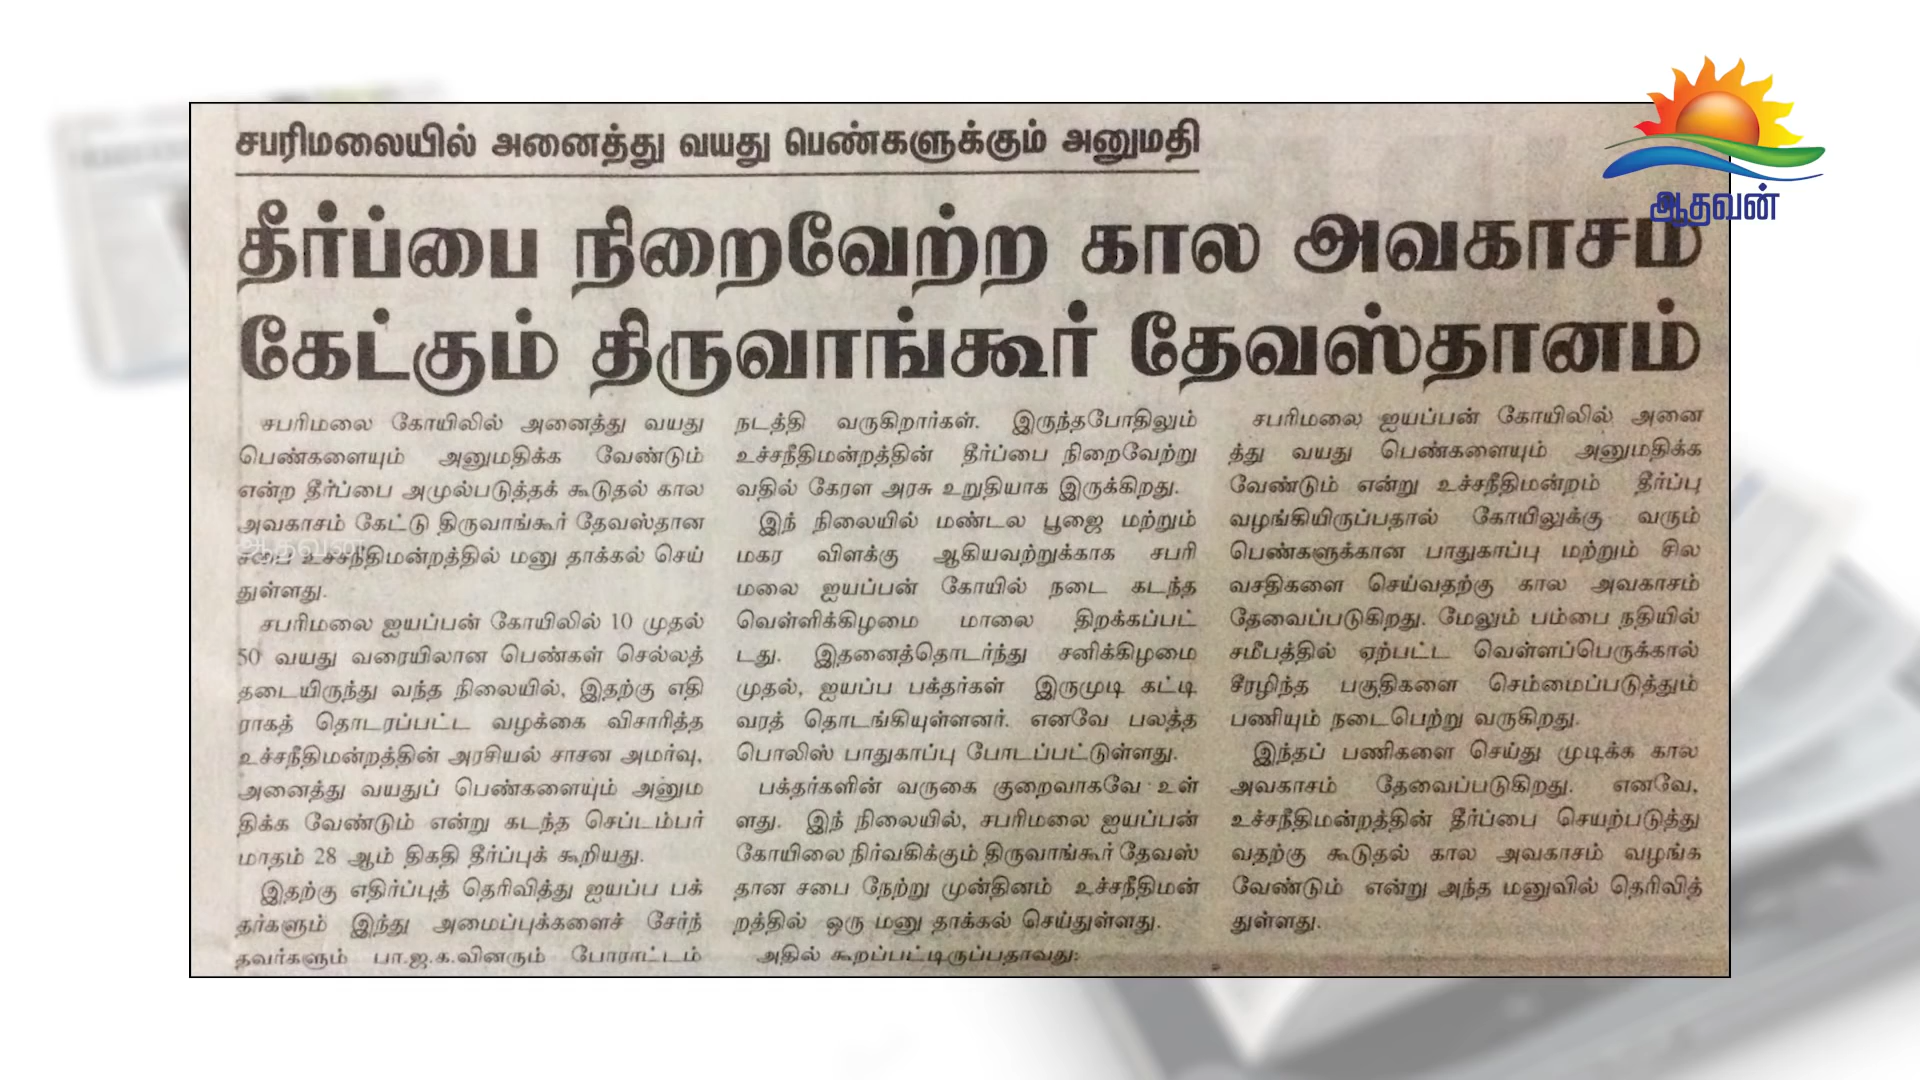 ஆதவன்
சபரிமலையில் அனைத்து வயது பெண்களுக்கும் அனுமதி
தீர்ப்பை நிறைவேற்ற கால அவகாசம்
கேட்கும் திருவாங்கூர் தேவஸ்தானம்
சபரிமலை கோயிலில் அனைத்து வயது
பெண்களையும் அனுமதிக்க வேண்டும்
என்ற தீர்ப்பை அமுல்படுத்தக் கூடுதல் கால
அவகாசம் கேட்டு திருவாங்கூர் தேவஸ்தான
சபை உச்சநீதிமன்றத்தில் மனு தாக்கல் செய்
துள்ளது.
சபரிமலை ஐயப்பன் கோயிலில் 10 முதல்
50 வயது வரையிலான பெண்கள் செல்லத்
தடையிருந்து வந்த நிலையில், இதற்கு எதி
ராகத் தொடரப்பட்ட வழக்கை விசாரித்த
உச்சநீதிமன்றத்தின் அரசியல் சாசன அமர்வு,
அனைத்து வயதுப் பெண்களையும் அனும
திக்க வேண்டும் என்று கடந்த செப்டம்பர்
மாதம் 28 ஆம் திகதி தீர்ப்புக் கூறியது.
இதற்கு எதிர்ப்புத் தெரிவித்து ஐயப்ப பக்
தர்களும் இந்து அமைப்புக்களைச் சேர்ந்
தவர்களும் பா.ஜ.க.வினரும் போராட்டம்
நடத்தி வருகிறார்கள். இருந்தபோதிலும்
உச்சநீதிமன்றத்தின் தீர்ப்பை நிறைவேற்று
வதில் கேரள அரசு உறுதியாக இருக்கிறது.
இந் நிலையில் மண்டல பூஜை மற்றும்
மகர விளக்கு ஆகியவற்றுக்காக சபரி
மலை ஐயப்பன் கோயில் நடை கடந்த
வெள்ளிக்கிழமை மாலை திறக்கப்பட்
டது. இதனைத்தொடர்ந்து சனிக்கிழமை
முதல், ஐயப்ப பக்தர்கள் இருமுடி கட்டி
வரத் தொடங்கியுள்ளனர். எனவே பலத்த
பொலிஸ் பாதுகாப்பு போடப்பட்டுள்ளது.
பக்தர்களின் வருகை குறைவாகவே உள்
ளது. இந் நிலையில், சபரிமலை ஐயப்பன்
கோயிலை நிர்வகிக்கும் திருவாங்கூர் தேவஸ்
தான சபை நேற்று முன்தினம் உச்சநீதிமன்
றத்தில் ஒரு மனு தாக்கல் செய்துள்ளது.
அதில் கூறப்பட்டிருப்பதாவது:
சபரிமலை ஐயப்பன் கோயிலில் அனை
த்து வயது பெண்களையும் அனுமதிக்க
வேண்டும் என்று உச்சநீதிமன்றம் தீர்ப்பு
வழங்கியிருப்பதால் கோயிலுக்கு வரும்
பெண்களுக்கான பாதுகாப்பு மற்றும் சில
வசதிகளை செய்வதற்கு கால அவகாசம்
தேவைப்படுகிறது. மேலும் பம்பை நதியில்
சமீபத்தில் ஏற்பட்ட வெள்ளப்பெருக்கால்
சீரழிந்த பகுதிகளை செம்மைப்படுத்தும்
பணியும் நடைபெற்று வருகிறது.
இந்தப் பணிகளை செய்து முடிக்க கால
அவகாசம் தேவைப்படுகிறது. எனவே,
உச்சநீதிமன்றத்தின் தீர்ப்பை செயற்படுத்து
வதற்கு கூடுதல் கால அவகாசம் வழங்க
வேண்டும் என்று அந்த மனுவில் தெரிவித்
துள்ளது.
ஆதவன்